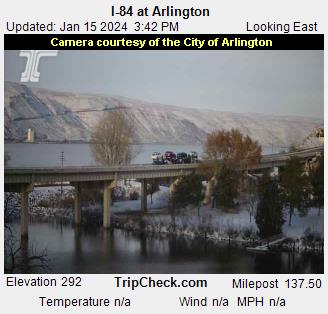 I-84 at Arlington
Updated: Jan 15 2024 3:42 PM Looking East
Camera courtesy of the City of Arlington
Elevation 292 TripCheck.com Milepost 137.50
Temperature n/a Wind n/a MPH n/a